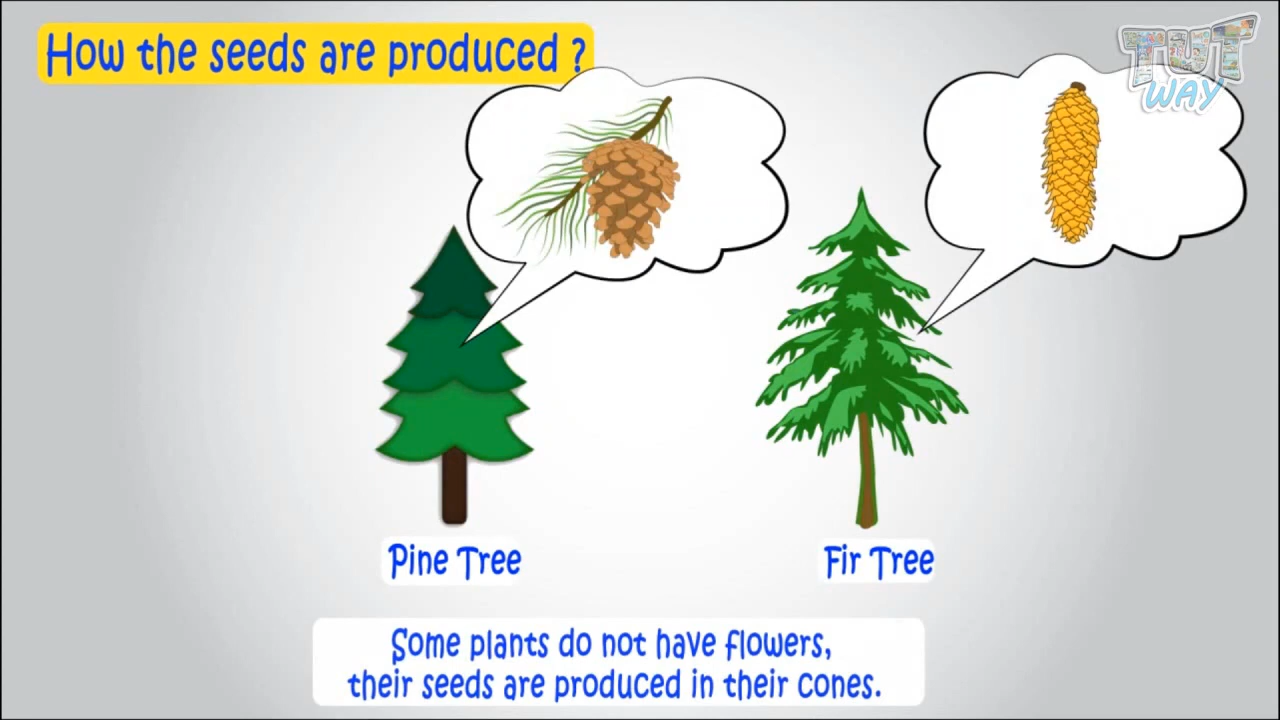 How the seeds are produced ?
TUT
WAY
Pine Tree
Fir Tree
Some plants do not have flowers,
their seeds are produced in their cones.